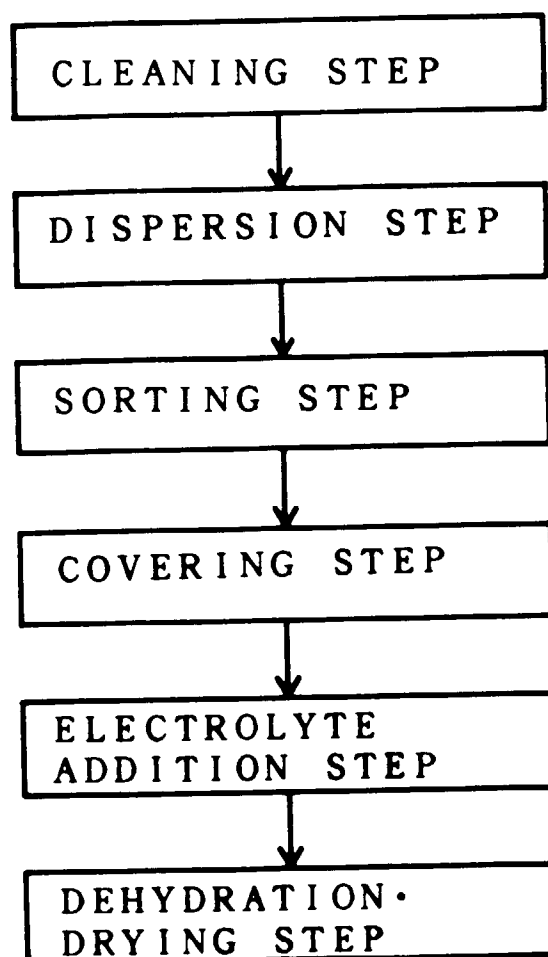 CLEANING STEP
DISPERSION STEP
SORTING STEP
COVERING STEP
ELECTROLYTE
ADDITION STEP
DEHYDRATION·
DRYING STEP